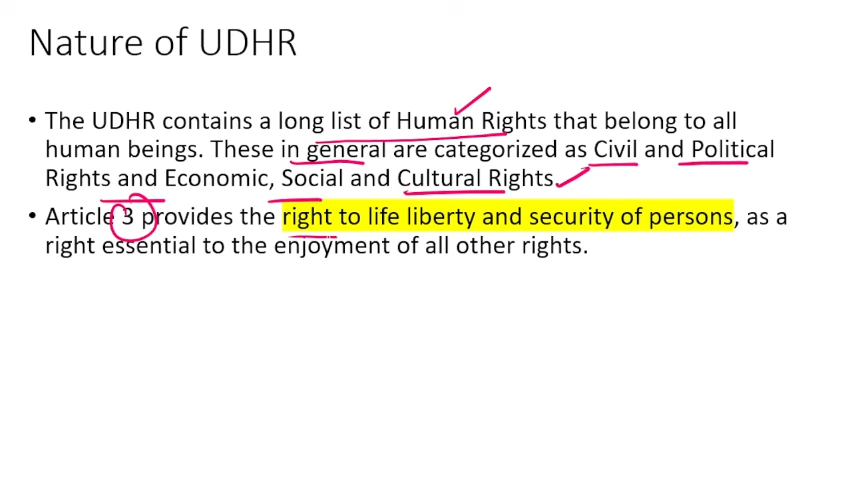 Nature of UDHR
• The UDHR contains a long list of Human Rights that belong to all
human beings. These in general are categorized as Civil and Political
Rights and Economic, Social and Cultural Rights.
• Article 3 provides the right to life liberty and security of persons, as a
right essential to the enjoyment of all other rights.